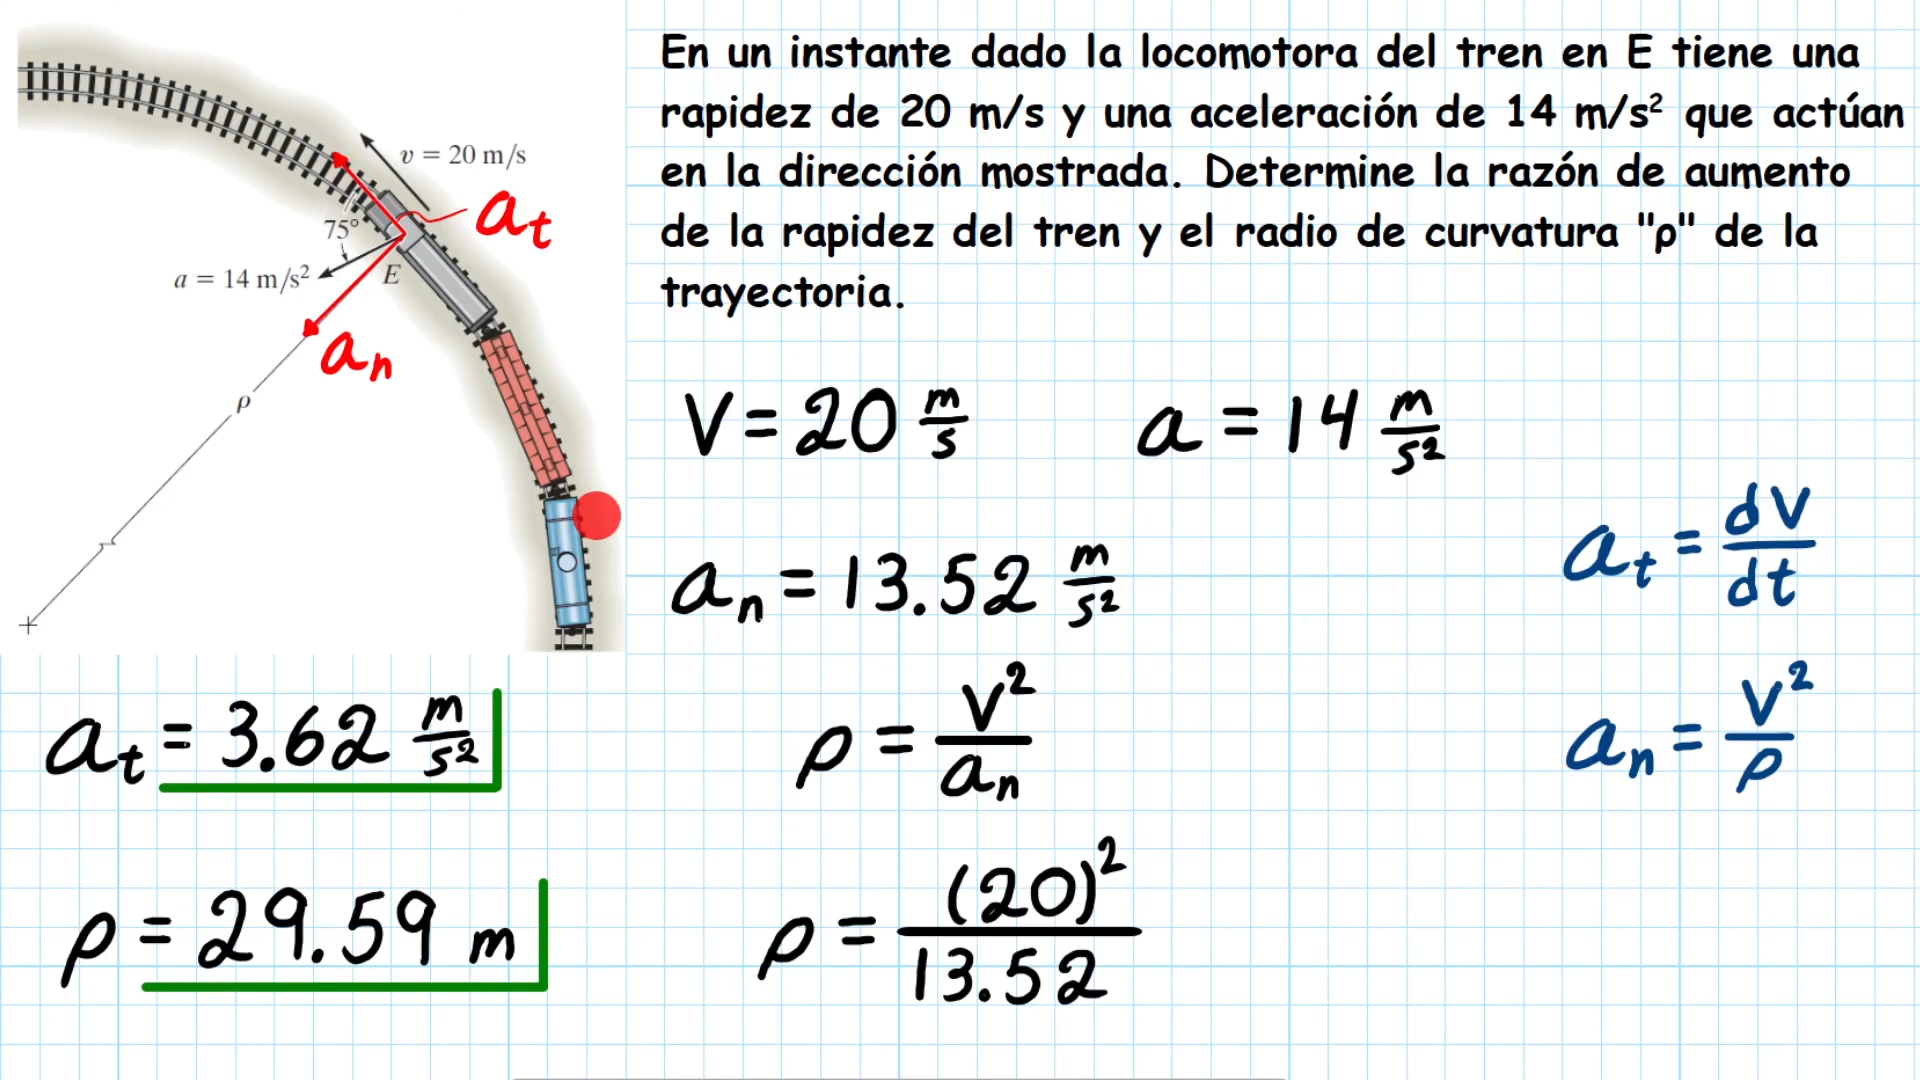 En un instante dado la locomotora del tren en E tiene una
rapidez de 20 m/s y una aceleración de 14 m/s² que actúan
en la dirección mostrada. Determine la razón de aumento
de la rapidez del tren y el radio de curvatura "ρ" de la
trayectoria.
v = 20 m/s
a_t
75°
a = 14 m/s²
E
a_n
ρ
V = 20 m/s
a = 14 m/s²
a_n = 13.52 m/s²
a_t = dV/dt
ρ = V²/a_n
a_n = V²/ρ
a_t = 3.62 m/s²
ρ = (20)²/13.52
ρ = 29.59 m